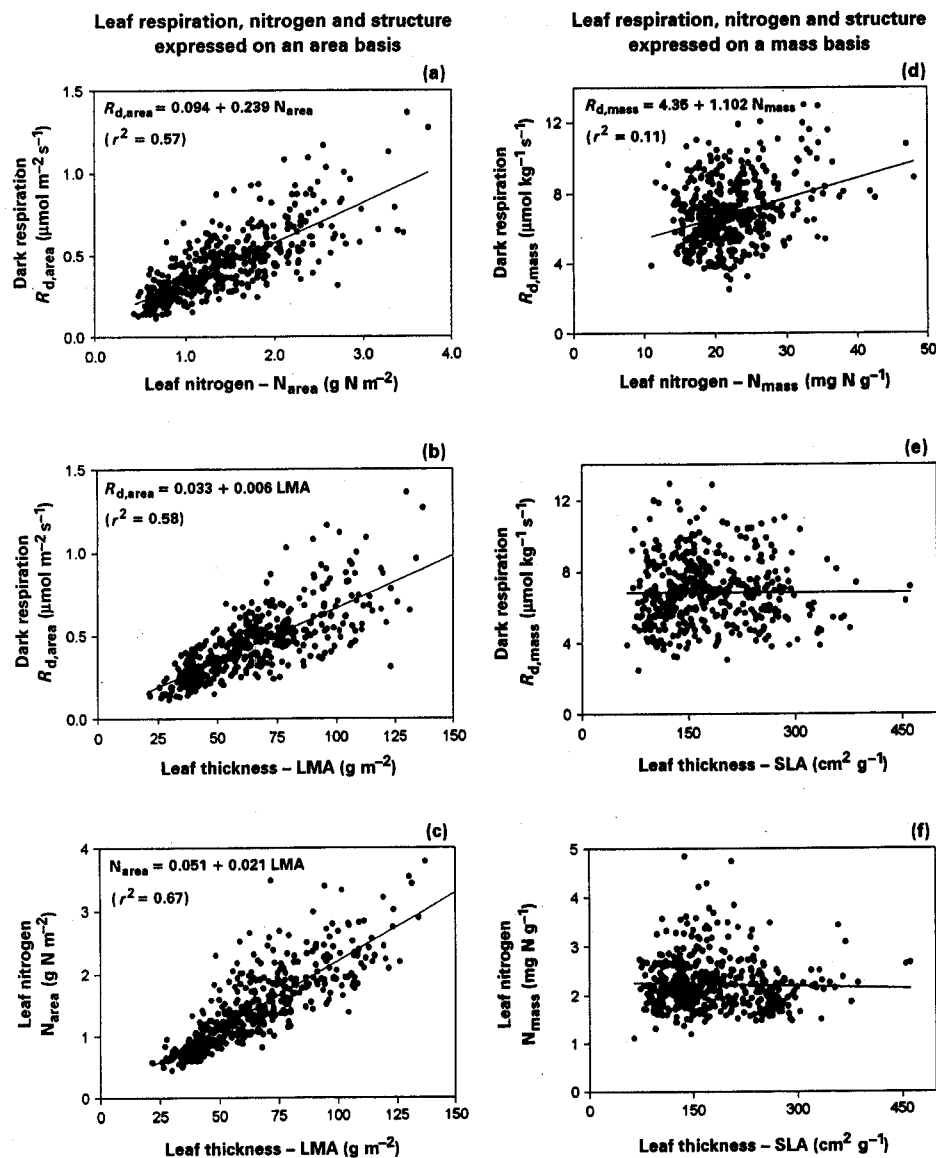 Leaf respiration, nitrogen and structure
expressed on an area basis
Leaf respiration, nitrogen and structure
expressed on a mass basis
(a)
R_d,area = 0.094 + 0.239 N_area
(r² = 0.57)
1.5
1.0
0.5
0.0
Dark respiration
R_d,area (μmol m⁻² s⁻¹)
0.0 1.0 2.0 3.0 4.0
Leaf nitrogen – N_area (g N m⁻²)
(d)
R_d,mass = 4.35 + 1.102 N_mass
(r² = 0.11)
12
8
4
0
Dark respiration
R_d,mass (μmol kg⁻¹ s⁻¹)
0 10 20 30 40 50
Leaf nitrogen – N_mass (mg N g⁻¹)
(b)
R_d,area = 0.033 + 0.006 LMA
(r² = 0.58)
1.5
1.0
0.5
0.0
Dark respiration
R_d,area (μmol m⁻² s⁻¹)
0 25 50 75 100 125 150
Leaf thickness – LMA (g m⁻²)
(e)
12
8
4
0
Dark respiration
R_d,mass (μmol kg⁻¹ s⁻¹)
0 150 300 450
Leaf thickness – SLA (cm² g⁻¹)
(c)
N_area = 0.051 + 0.021 LMA
(r² = 0.67)
4
3
2
1
0
Leaf nitrogen
N_area (g N m⁻²)
0 25 50 75 100 125 150
Leaf thickness – LMA (g m⁻²)
(f)
5
4
3
2
1
0
Leaf nitrogen
N_mass (mg N g⁻¹)
0 150 300 450
Leaf thickness – SLA (cm² g⁻¹)